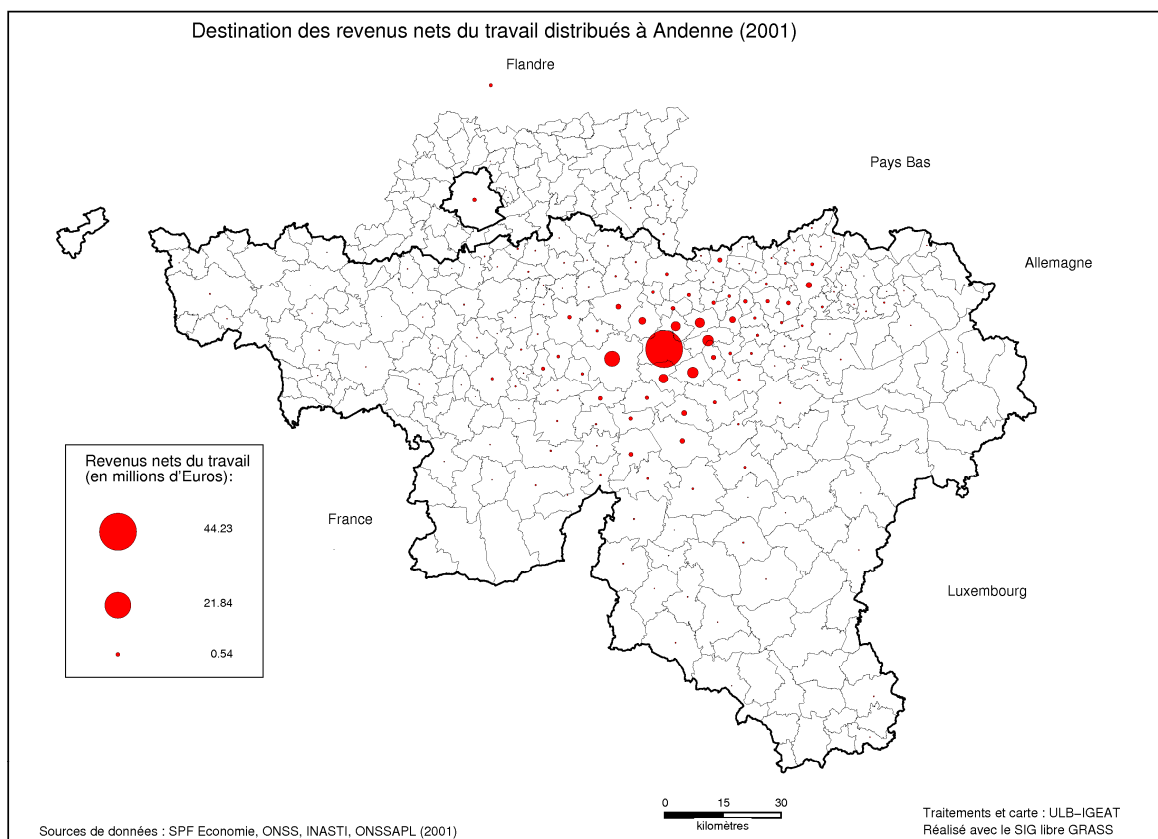 Destination des revenus nets du travail distribués à Andenne (2001)
Flandre
Pays Bas
Allemagne
Revenus nets du travail
(en millions d'Euros):
44.23
21.84
0.54
France
Luxembourg
0 15 30
kilomètres
Sources de données : SPF Economie, ONSS, INASTI, ONSSAPL (2001)
Traitements et carte : ULB-IGEAT
Réalisé avec le SIG libre GRASS